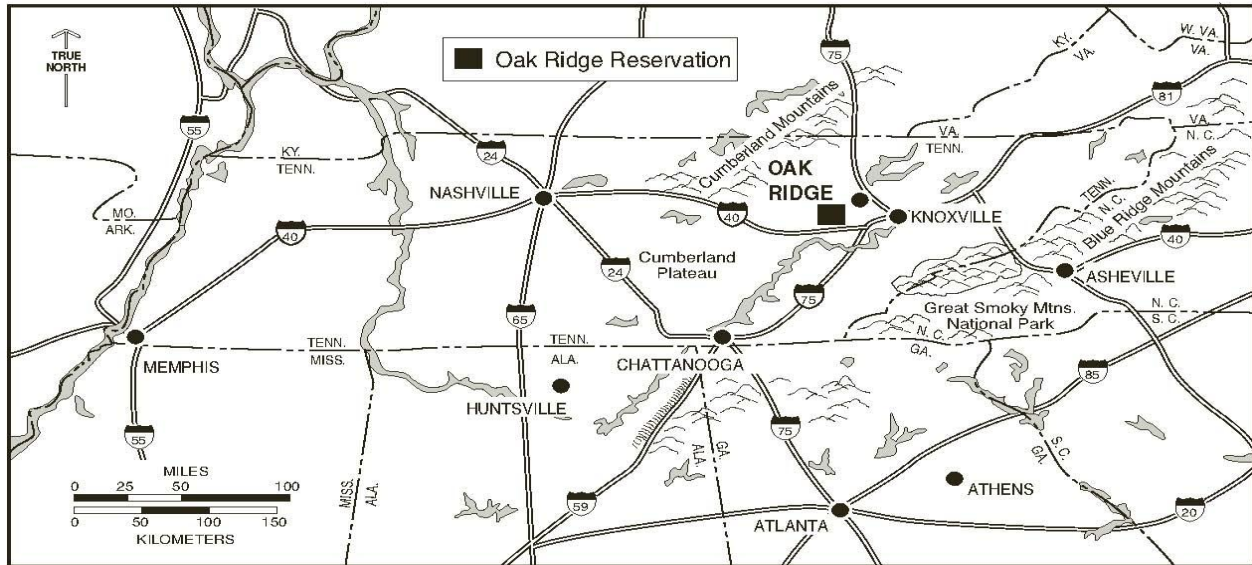 TRUE
NORTH
Oak Ridge Reservation
KY.
VA.
W. VA.
VA.
75
81
55
24
Cumberland Mountains
VA.
TENN.
VA.
N. C.
KY.
TENN.
NASHVILLE
OAK
RIDGE
40
KNOXVILLE
TENN.
N. C.
Blue Ridge Mountains
MO.
ARK.
40
24
Cumberland
Plateau
75
40
ASHEVILLE
65
Great Smoky Mtns.
National Park
N. C.
S. C.
MEMPHIS
TENN.
MISS.
TENN.
ALA.
CHATTANOOGA
N. C.
GA.
85
HUNTSVILLE
55
75
ALA.
GA.
S. C.
GA.
MILES
0 25 50 100
0 50 100 150
KILOMETERS
MISS.
ALA.
59
ATLANTA
ATHENS
20